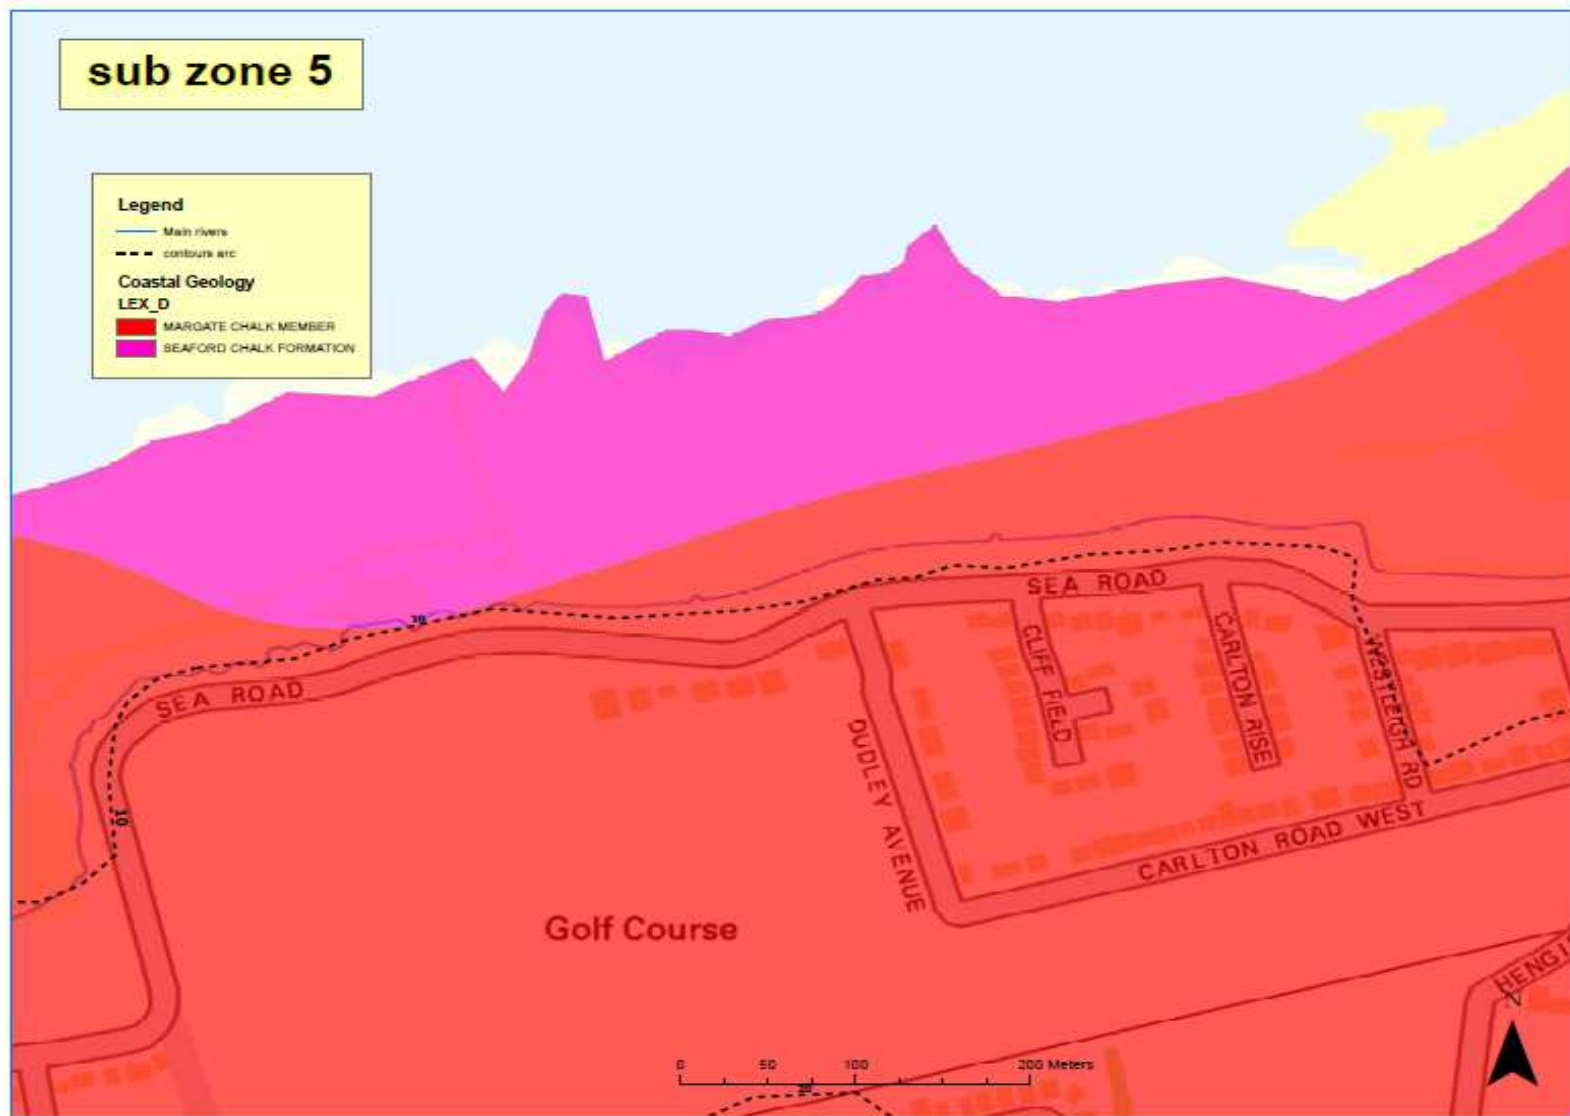 sub zone 5
Legend
Main rivers
contours arc
Coastal Geology
LEX_D
MARGATE CHALK MEMBER
SEAFORD CHALK FORMATION
SEA ROAD
10
SEA ROAD
CLIFF FIELD
CARLTON RISE
WESTLEIGH RD
DUDLEY AVENUE
10
CARLTON ROAD WEST
Golf Course
N
0 50 100 200 Meters